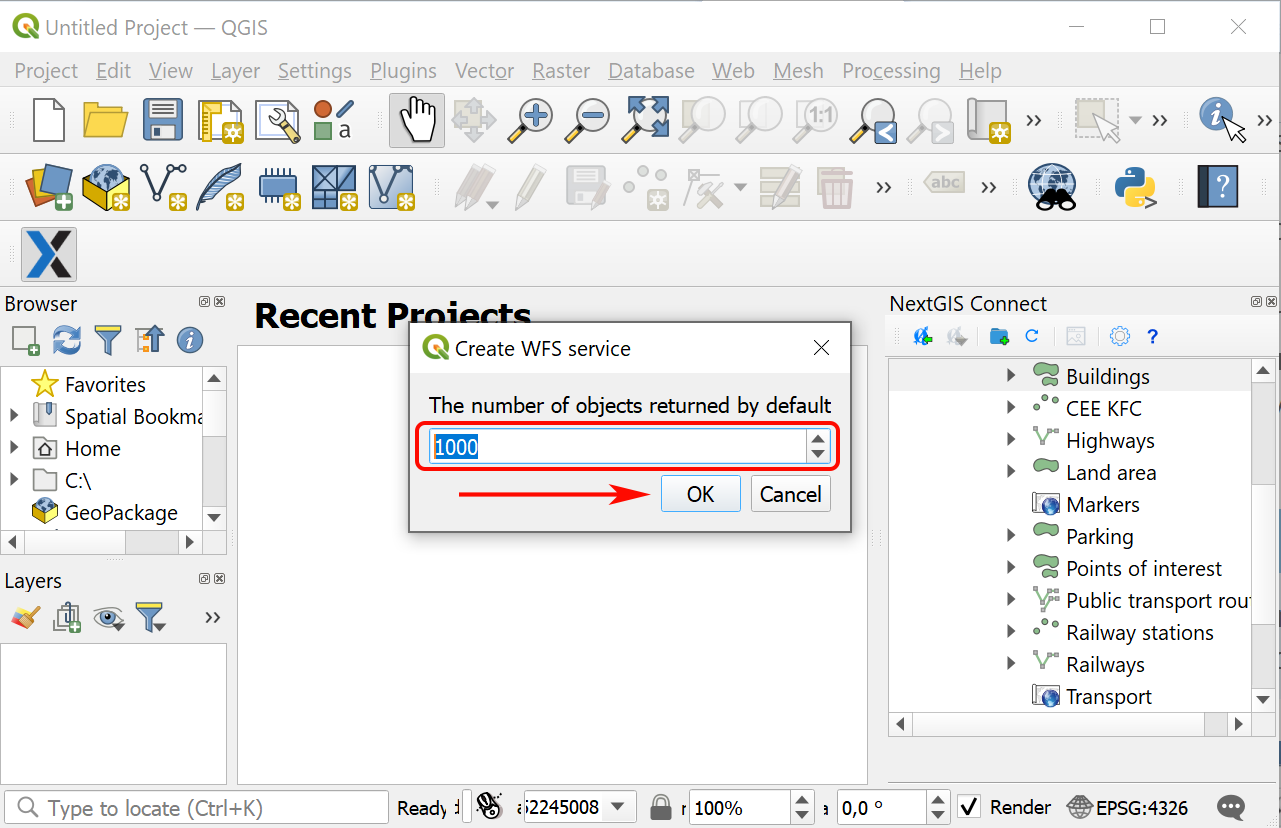 Untitled Project — QGIS
Project Edit View Layer Settings Plugins Vector Raster Database Web Mesh Processing Help
a
1:1
abc
?
Browser
Favorites
Spatial Bookma
Home
C:\
GeoPackage
Layers
Recent Projects
Create WFS service
The number of objects returned by default
1000
OK
Cancel
NextGIS Connect
?
Buildings
CEE KFC
Highways
Land area
Markers
Parking
Points of interest
Public transport rou
Railway stations
Railways
Transport
Type to locate (Ctrl+K)
Ready
52245008
100%
0,0 °
Render
EPSG:4326